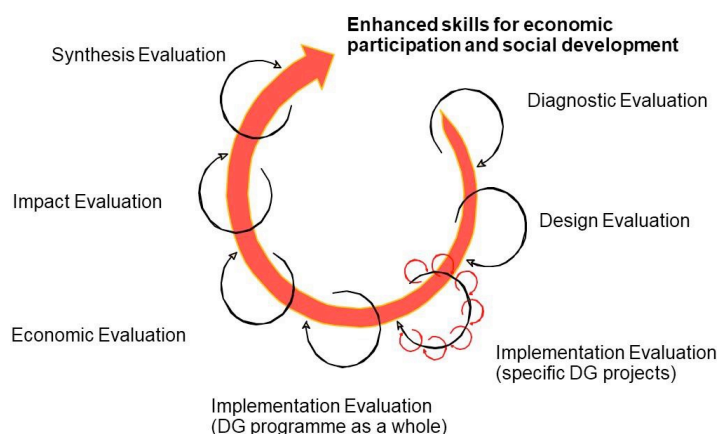 Enhanced skills for economic
participation and social development
Synthesis Evaluation
Diagnostic Evaluation
Impact Evaluation
Design Evaluation
Economic Evaluation
Implementation Evaluation
(specific DG projects)
Implementation Evaluation
(DG programme as a whole)